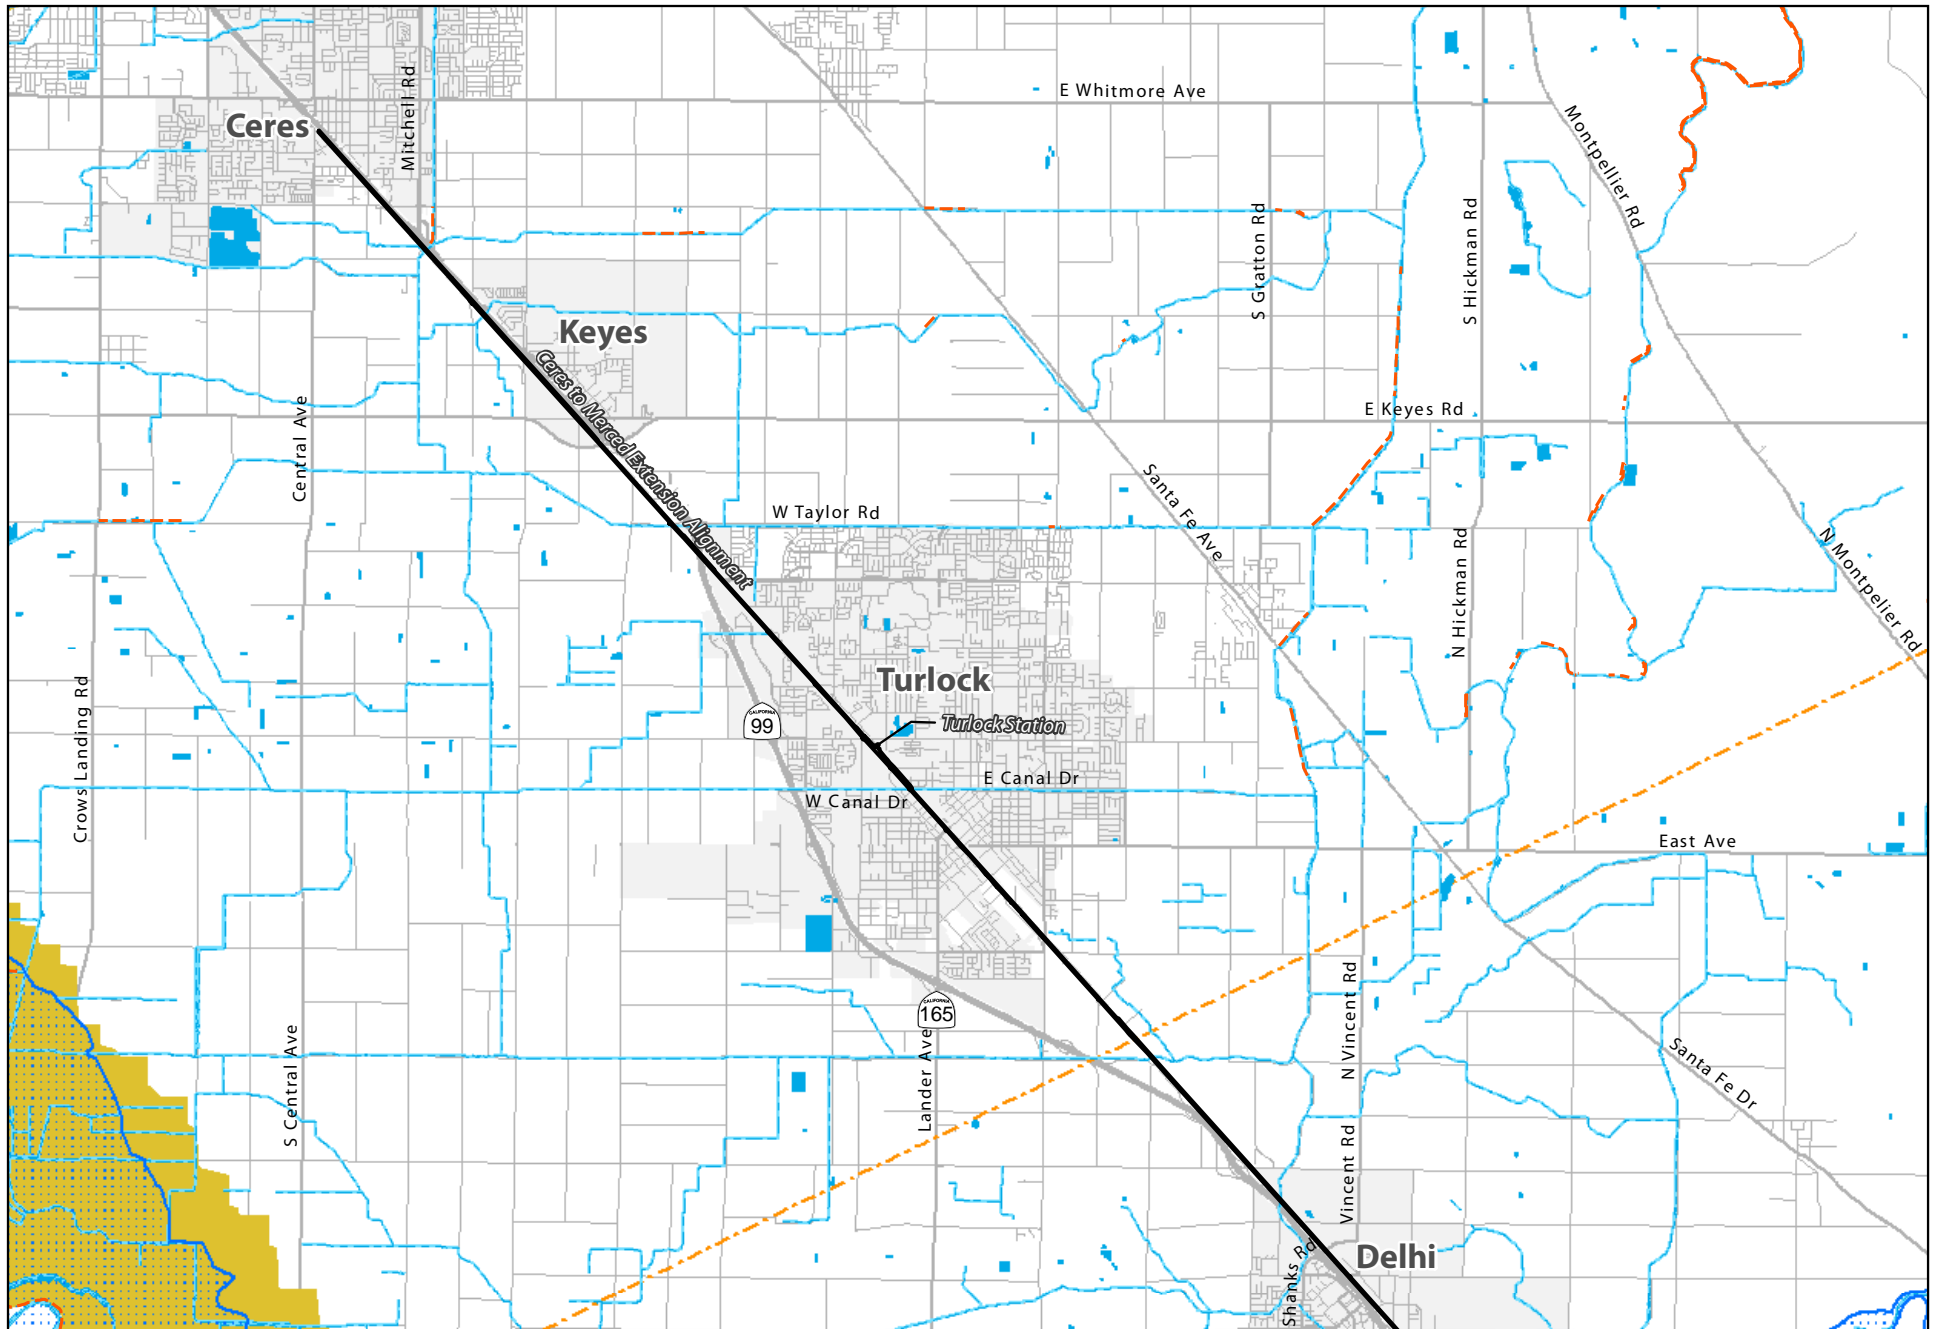 E Whitmore Ave
Mitchell Rd
Ceres
Montpellier Rd
S Gratton Rd
S Hickman Rd
Keyes
Ceres to Merced Extension Alignment
E Keyes Rd
Central Ave
Santa Fe Ave
W Taylor Rd
N Hickman Rd
N Montpelier Rd
Turlock
Crows Landing Rd
CALIFORNIA
99
Turlock Station
E Canal Dr
W Canal Dr
East Ave
CALIFORNIA
165
N Vincent Rd
S Central Ave
Lander Ave
Santa Fe Dr
Vincent Rd
Shanks Rd
Delhi